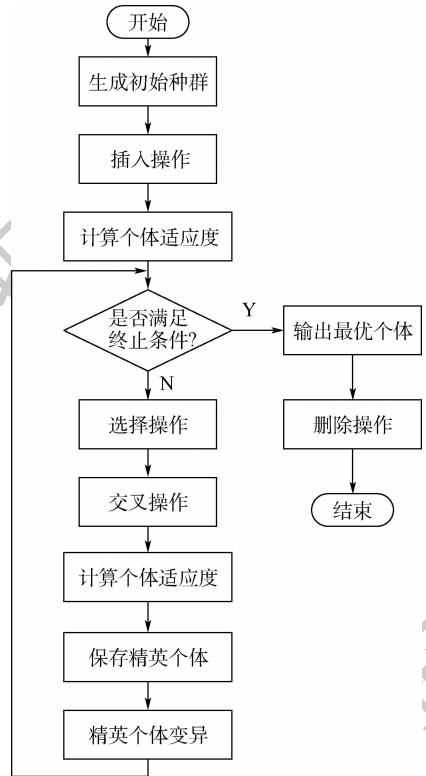 开始
生成初始种群
插入操作
计算个体适应度
是否满足
终止条件?
Y
输出最优个体
N
选择操作
删除操作
交叉操作
结束
计算个体适应度
保存精英个体
精英个体变异